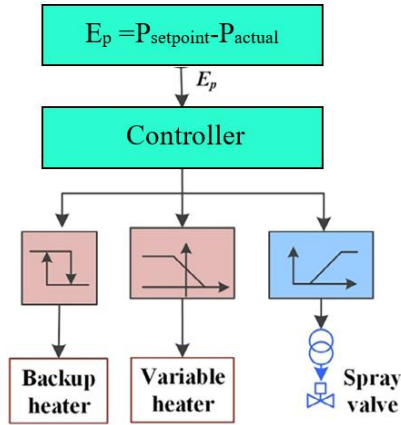 Ep =Psetpoint-Pactual
Ep
Controller
Backup
heater
Variable
heater
Spray
valve